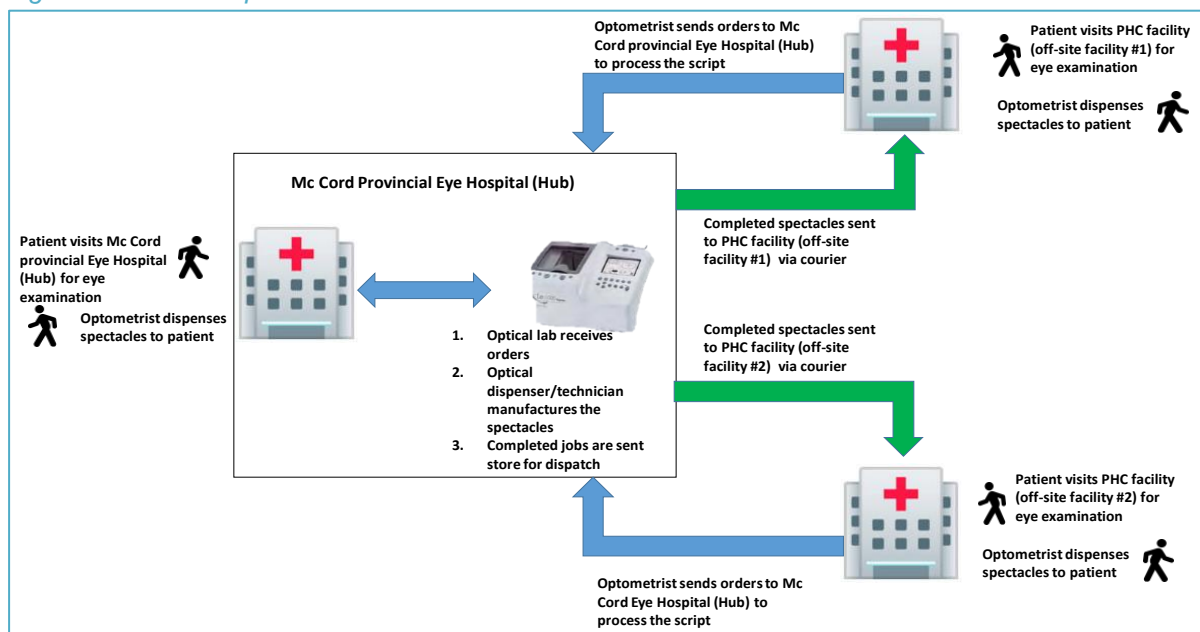 Optometrist sends orders to Mc
Cord provincial Eye Hospital (Hub)
to process the script
Patient visits PHC facility
(off-site facility #1) for
eye examination
Optometrist dispenses
spectacles to patient
Mc Cord Provincial Eye Hospital (Hub)
Completed spectacles sent
to PHC facility (off-site
facility #1) via courier
Patient visits Mc Cord
provincial Eye Hospital
(Hub) for eye
examination
Optometrist dispenses
spectacles to patient
1. Optical lab receives
orders
2. Optical
dispenser/technician
manufactures the
spectacles
3. Completed jobs are sent
store for dispatch
Completed spectacles sent
to PHC facility (off-site
facility #2) via courier
Patient visits PHC facility
(off-site facility #2) for
eye examination
Optometrist dispenses
spectacles to patient
Optometrist sends orders to Mc
Cord Eye Hospital (Hub) to
process the script